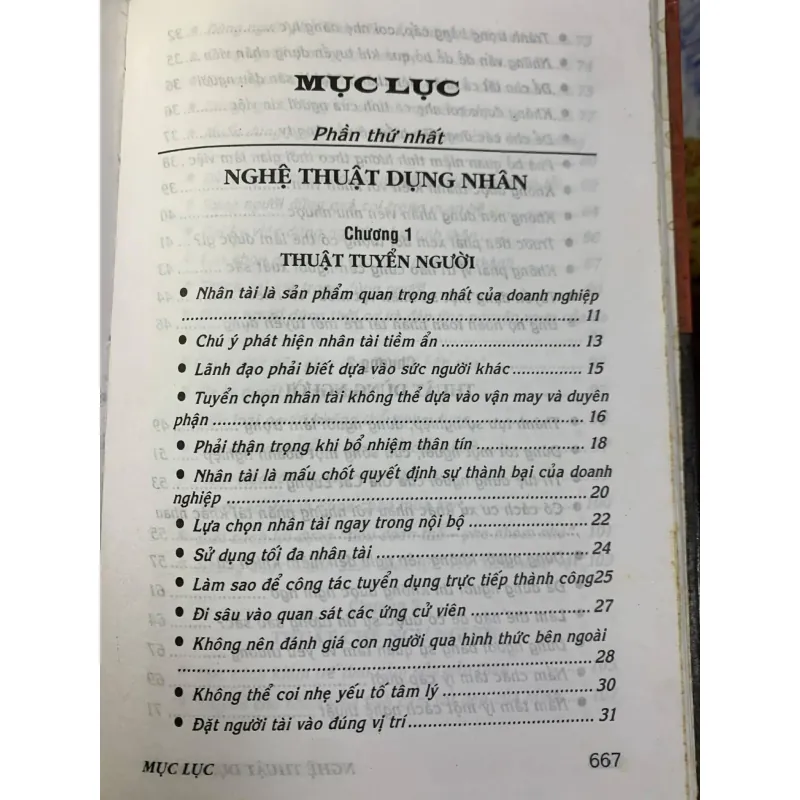 MỤC LỤC
Phần thứ nhất
NGHỆ THUẬT DỤNG NHÂN
Chương 1
THUẬT TUYỂN NGƯỜI
● Nhân tài là sản phẩm quan trọng nhất của doanh nghiệp
.......... 11
● Chú ý phát hiện nhân tài tiềm ẩn .......... 13
● Lãnh đạo phải biết dựa vào sức người khác .......... 15
● Tuyển chọn nhân tài không thể dựa vào vận may và duyên
phận .......... 16
● Phải thận trọng khi bổ nhiệm thân tín .......... 18
● Nhân tài là mấu chốt quyết định sự thành bại của doanh
nghiệp .......... 20
● Lựa chọn nhân tài ngay trong nội bộ .......... 22
● Sử dụng tối đa nhân tài .......... 24
● Làm sao để công tác tuyển dụng trực tiếp thành công25
● Đi sâu vào quan sát các ứng cử viên .......... 27
● Không nên đánh giá con người qua hình thức bên ngoài
.......... 28
● Không thể coi nhẹ yếu tố tâm lý .......... 30
● Đặt người tài vào đúng vị trí .......... 31
MỤC LỤC 667